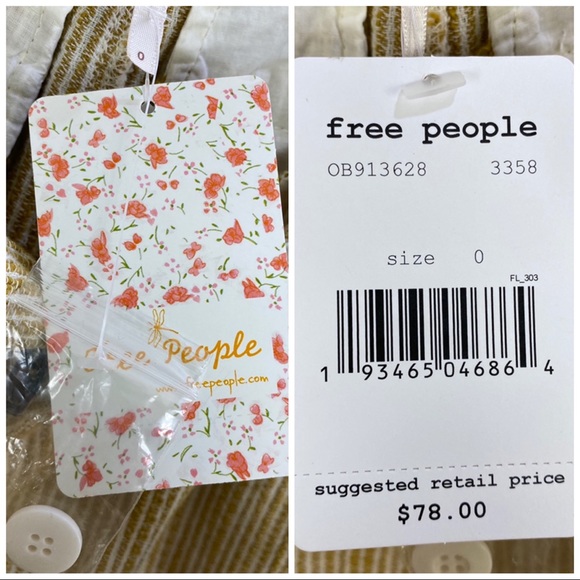 0
Free People
www.freepeople.com
free people
OB913628 3358
size 0
FL_303
1 93465 04686 4
suggested retail price
$78.00